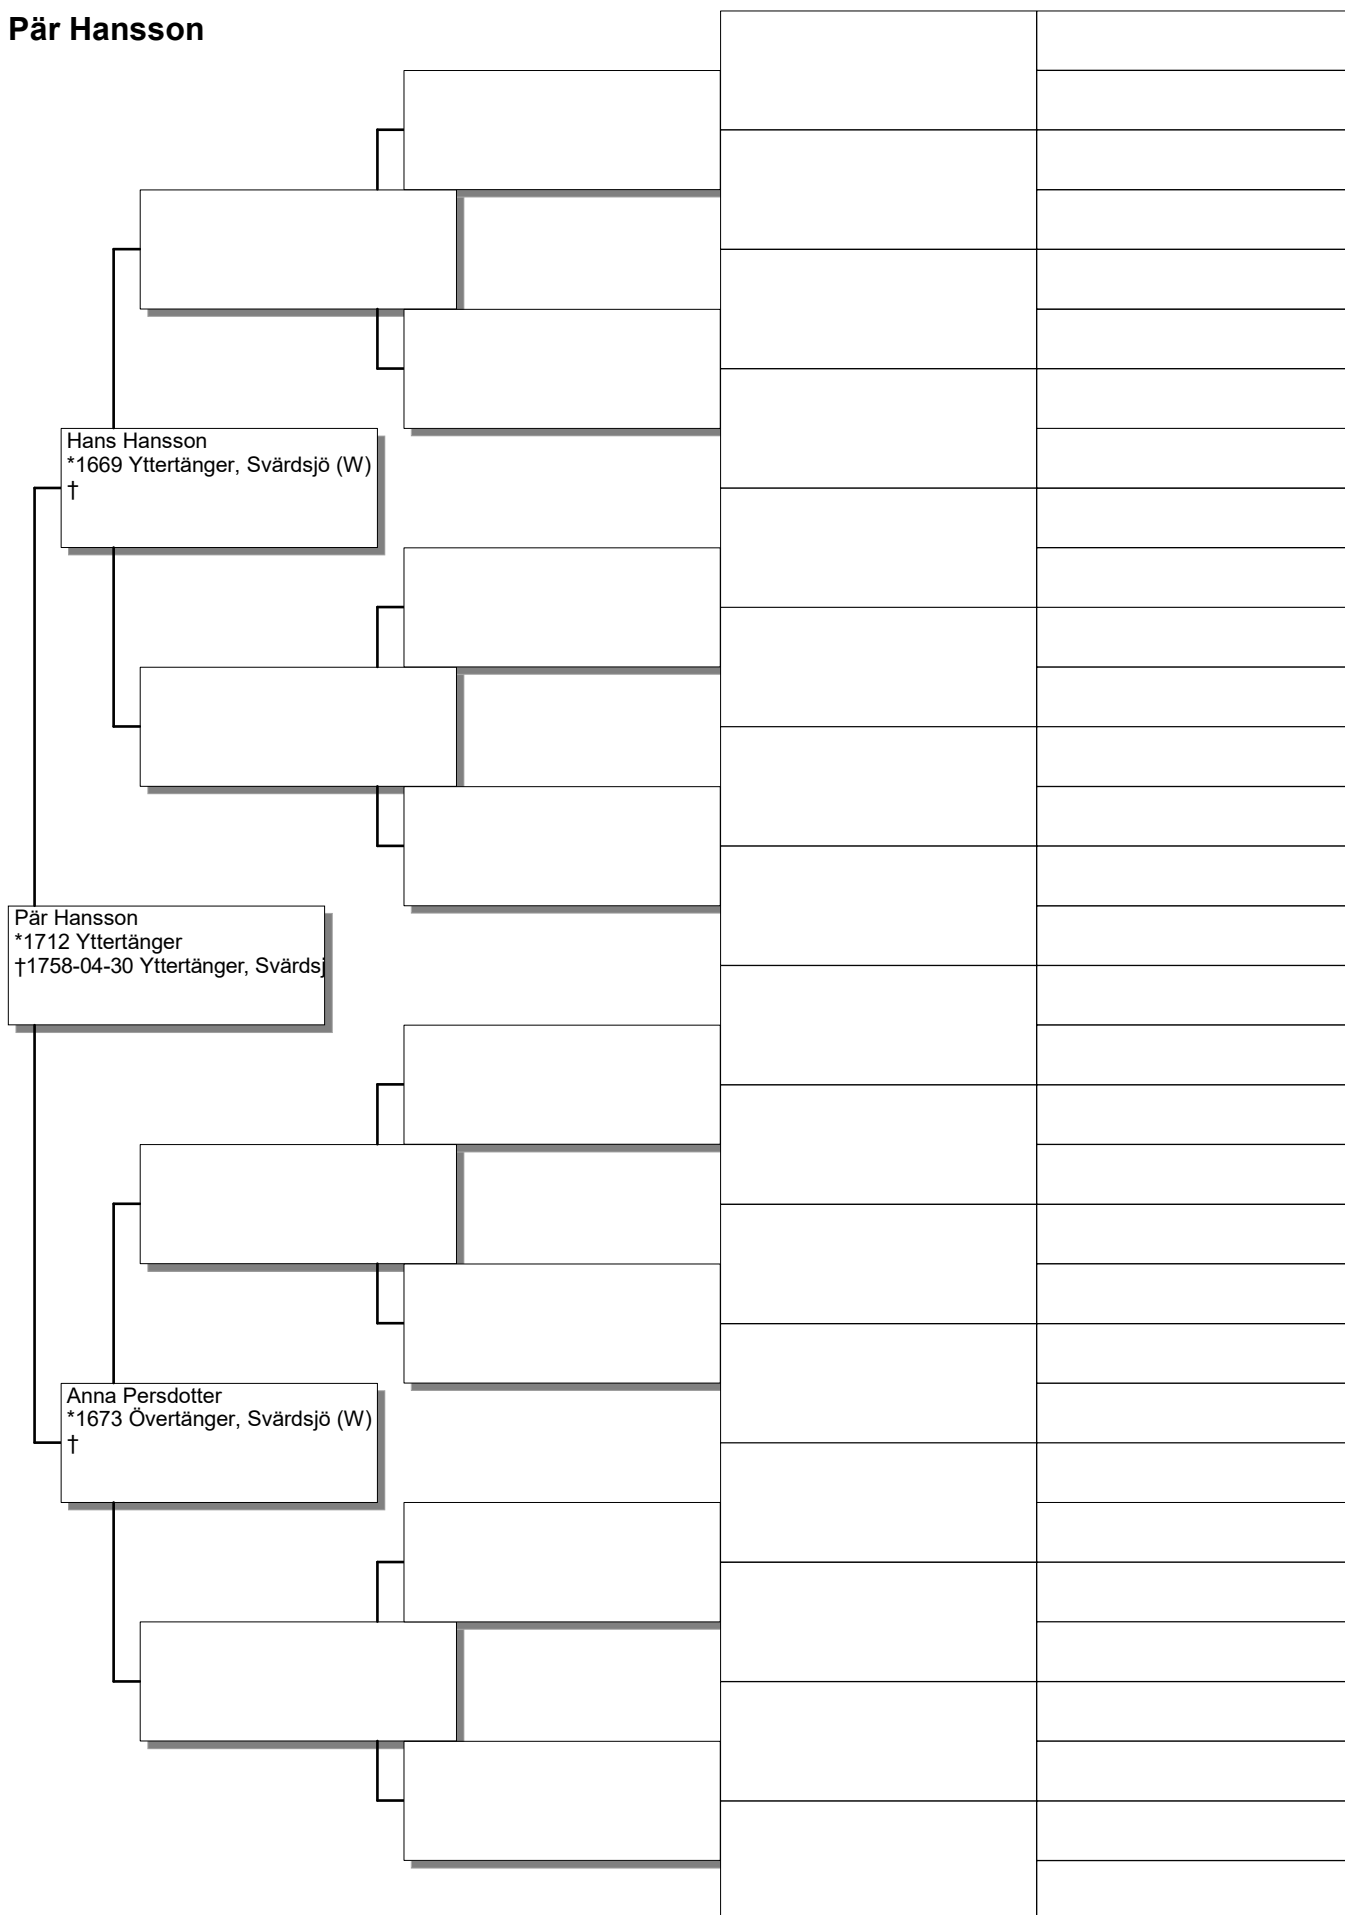 Pär Hansson
Hans Hansson
*1669 Yttertänger, Svärdsjö (W)
†
Pär Hansson
*1712 Yttertänger
†1758-04-30 Yttertänger, Svärdsj
Anna Persdotter
*1673 Övertänger, Svärdsjö (W)
†